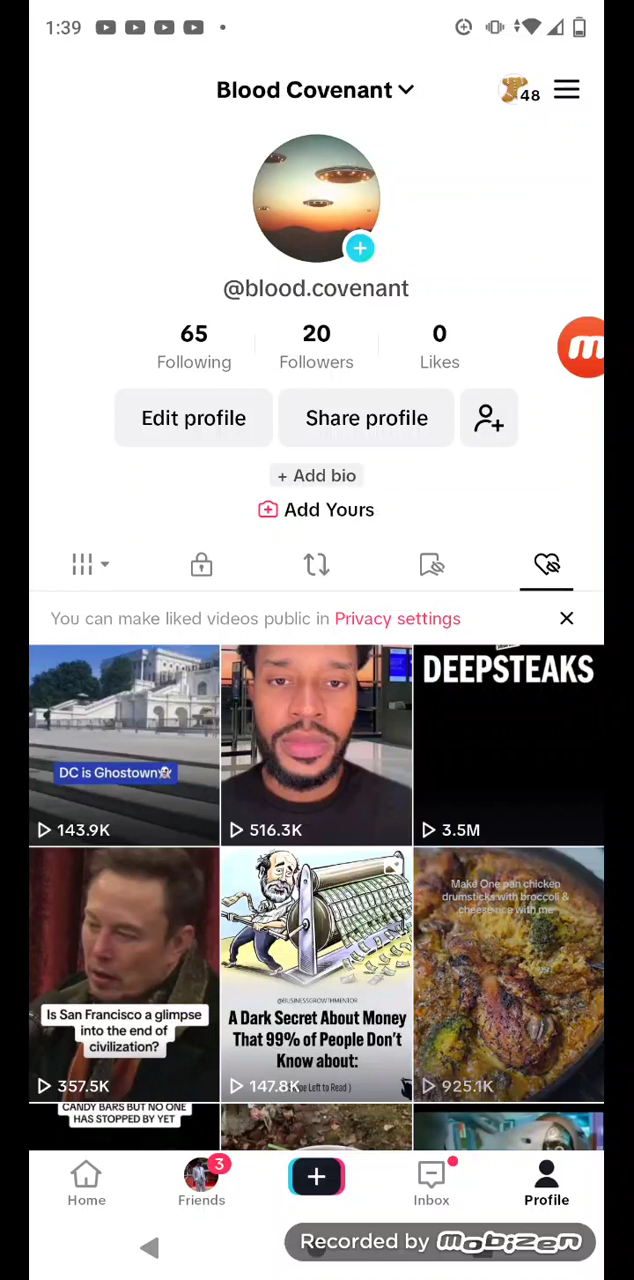 1:39
Blood Covenant
48
@blood.covenant
65
20
0
Following
Followers
Likes
Edit profile
Share profile
+ Add bio
Add Yours
You can make liked videos public in Privacy settings
DC is Ghostown
143.9K
516.3K
DEEPSTEAKS
3.5M
Is San Francisco a glimpse
into the end of
civilization?
357.5K
@BUSINESSGROWTHMENTOR
A Dark Secret About Money
That 99% of People Don't
Know about:
147.8K
Left to Read )
Make One pan chicken
drumsticks with broccoli &
with me
925.1K
CANDY BARS BUT NO ONE
HAS STOPPED BY YET
Home
3
Friends
Inbox
Profile
Recorded by mobizen